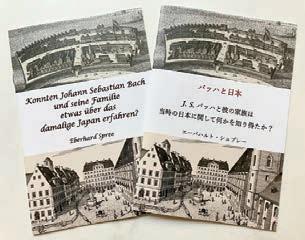 Konnten Johann Sebastian Bach
und seine Familie
etwas über das
damalige Japan erfahren?
Eberhard Spree
バッハと日本
J. S. バッハと彼の家族は
当時の日本に関して何かを知り得たか？
エーバハルト・シュプレー